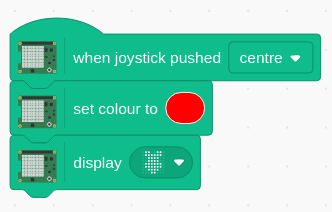 when joystick pushed centre
set colour to
display